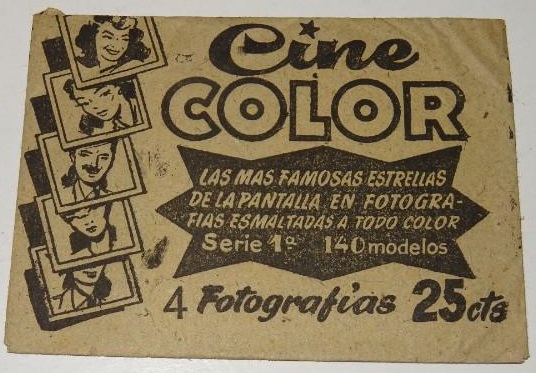 Cine
COLOR
LAS MAS FAMOSAS ESTRELLAS
DE LA PANTALLA EN FOTOGRA-
FIAS ESMALTADAS A TODO COLOR
Serie 1ª 140 modelos
4 Fotografías 25 cts